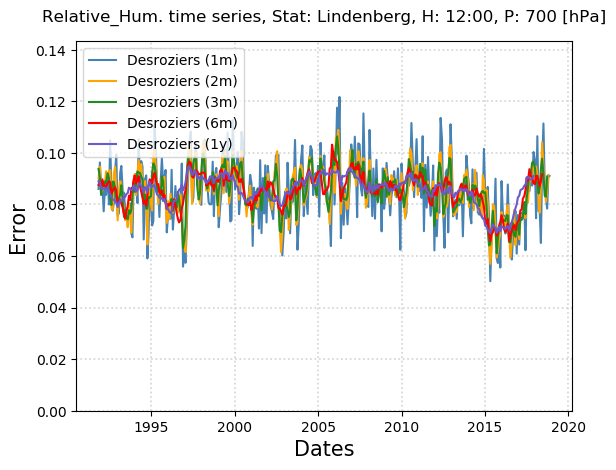 Relative_Hum. time series, Stat: Lindenberg, H: 12:00, P: 700 [hPa]
0.14
0.12
0.10
0.08
0.06
0.04
0.02
0.00
Error
Desroziers (1m)
Desroziers (2m)
Desroziers (3m)
Desroziers (6m)
Desroziers (1y)
1995 2000 2005 2010 2015 2020
Dates